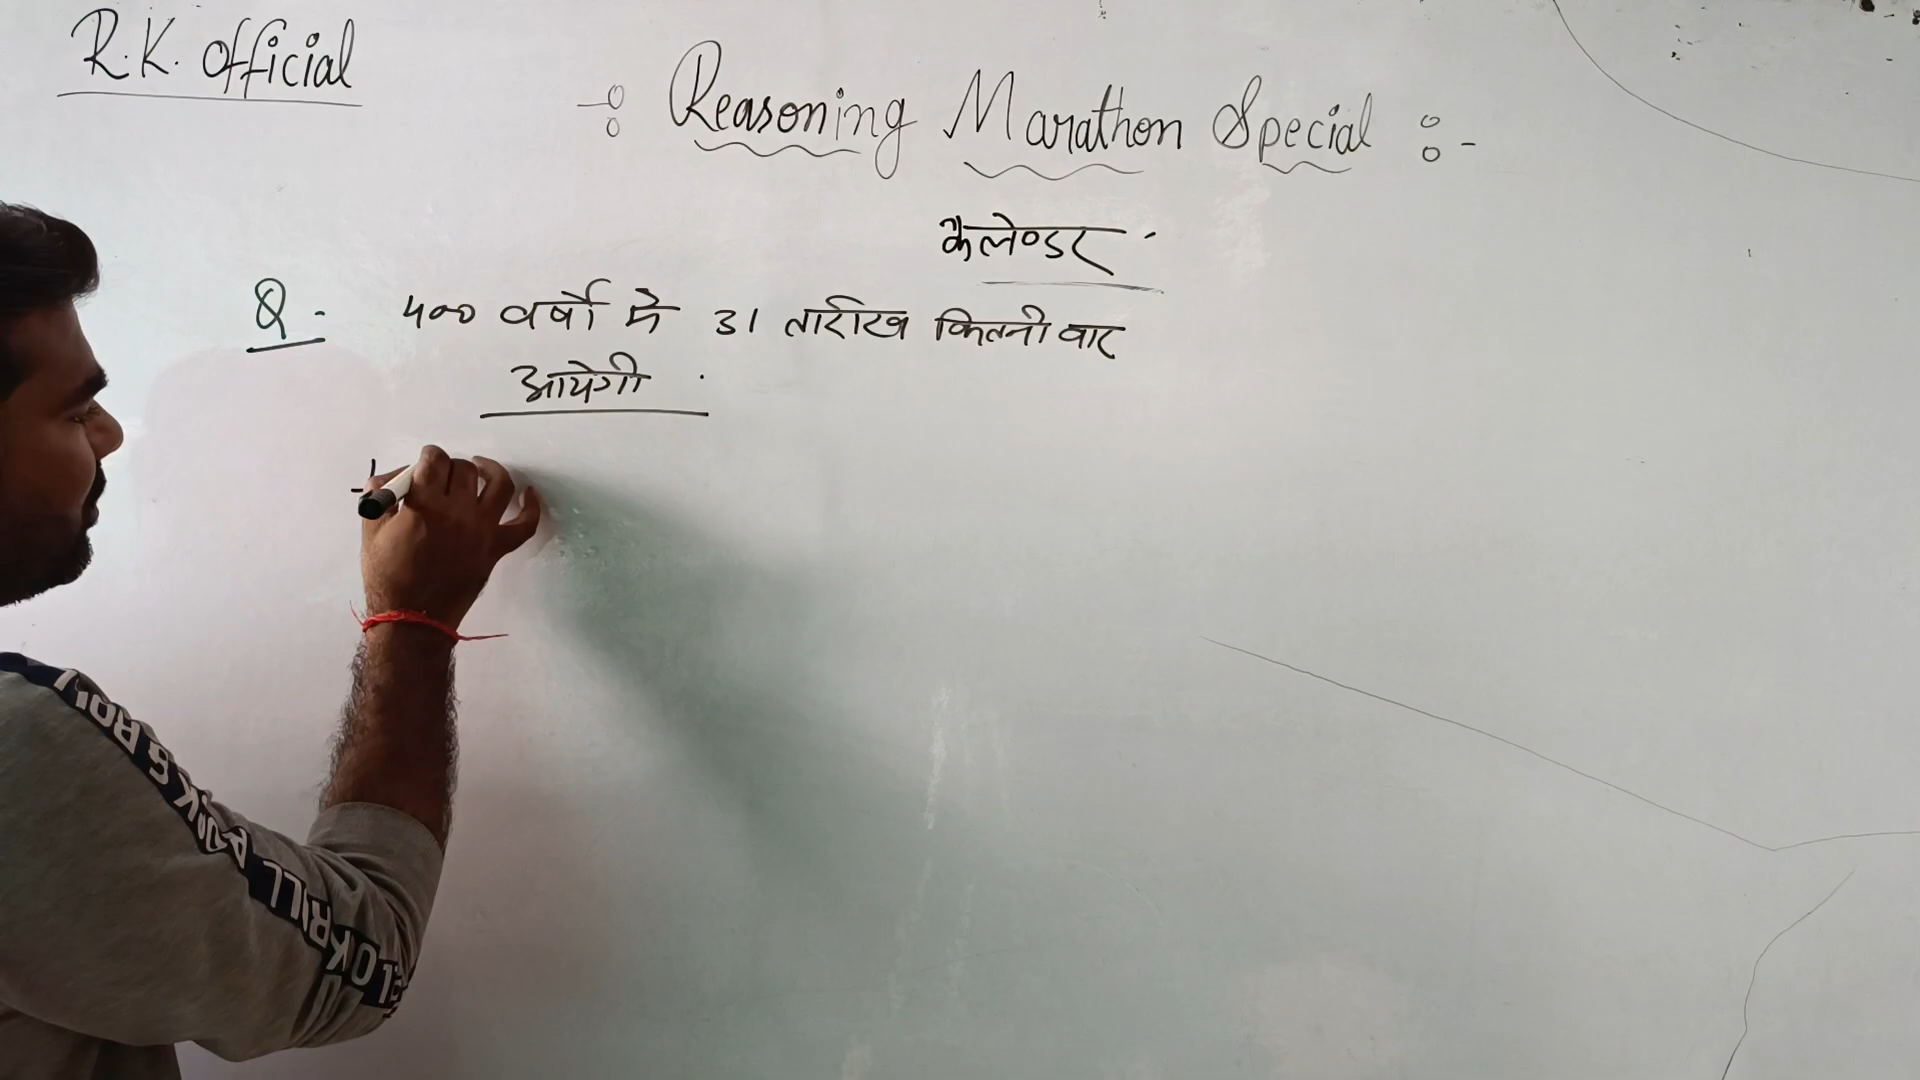 R.K. Official
-: Reasoning Marathon Special :-
कैलेण्डर
Q. 400 वर्षो मे 31 तारीख कितनी वार
आयेगी